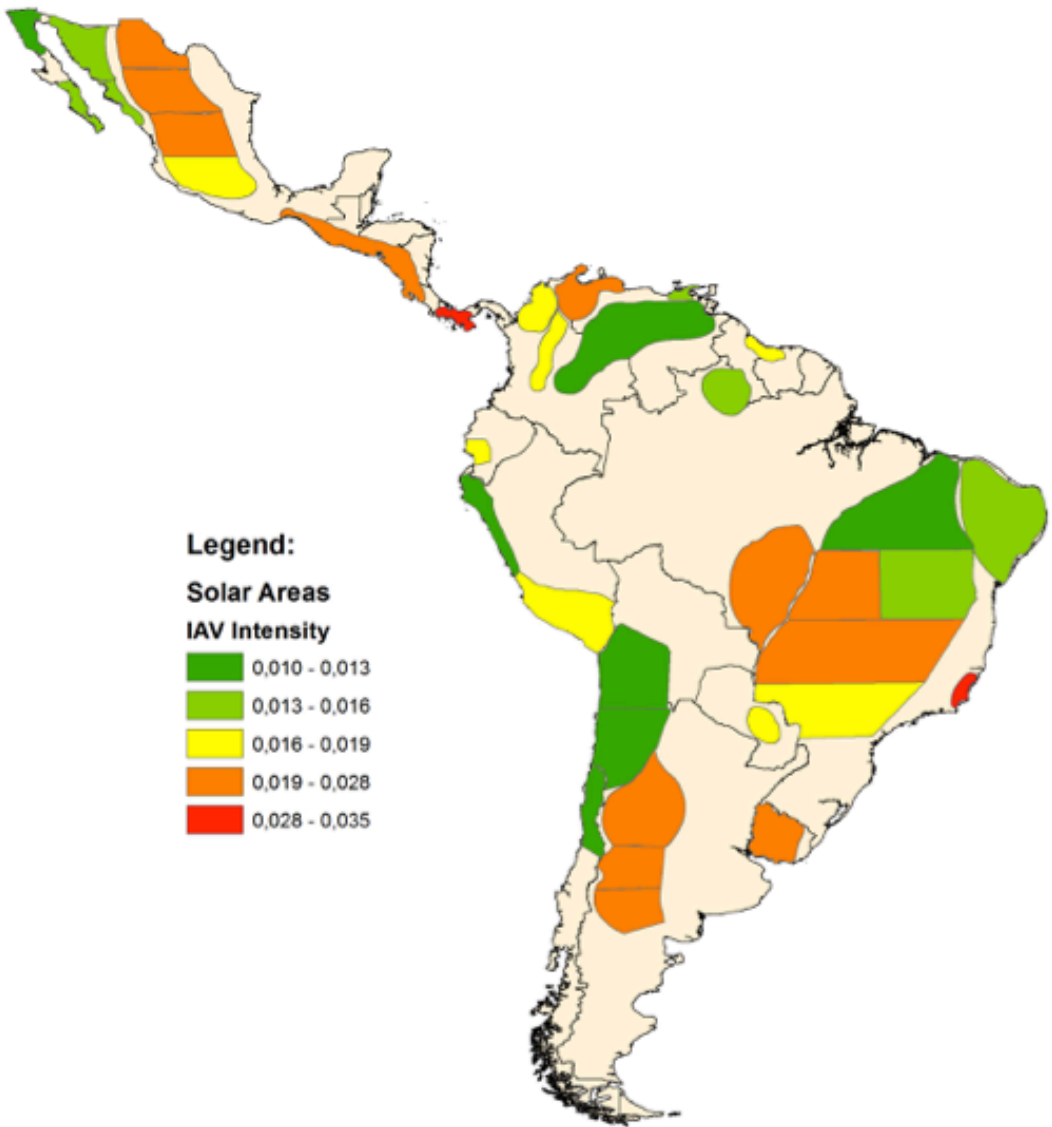 Legend:
Solar Areas
IAV Intensity
0,010 - 0,013
0,013 - 0,016
0,016 - 0,019
0,019 - 0,028
0,028 - 0,035